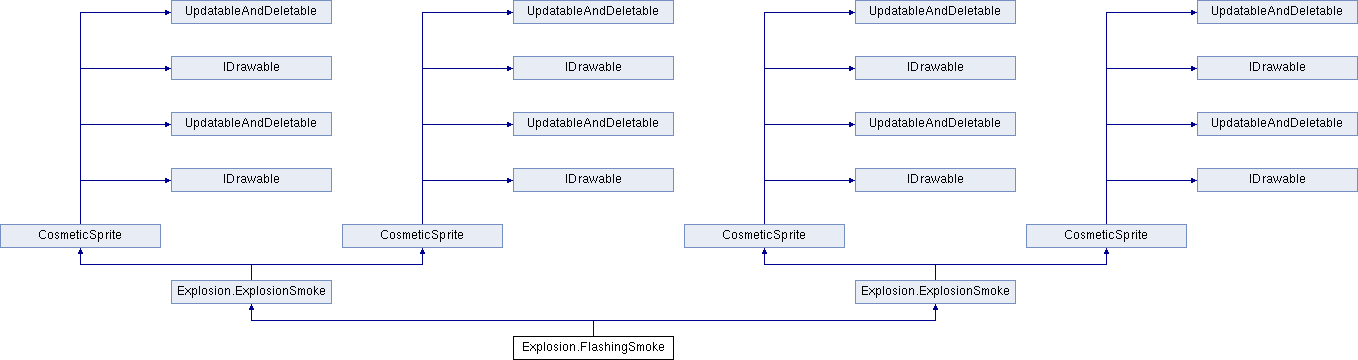 UpdatableAndDeletable UpdatableAndDeletable UpdatableAndDeletable UpdatableAndDeletable
IDrawable IDrawable IDrawable IDrawable
UpdatableAndDeletable UpdatableAndDeletable UpdatableAndDeletable UpdatableAndDeletable
IDrawable IDrawable IDrawable IDrawable
CosmeticSprite CosmeticSprite CosmeticSprite CosmeticSprite
Explosion.ExplosionSmoke Explosion.ExplosionSmoke
Explosion.FlashingSmoke